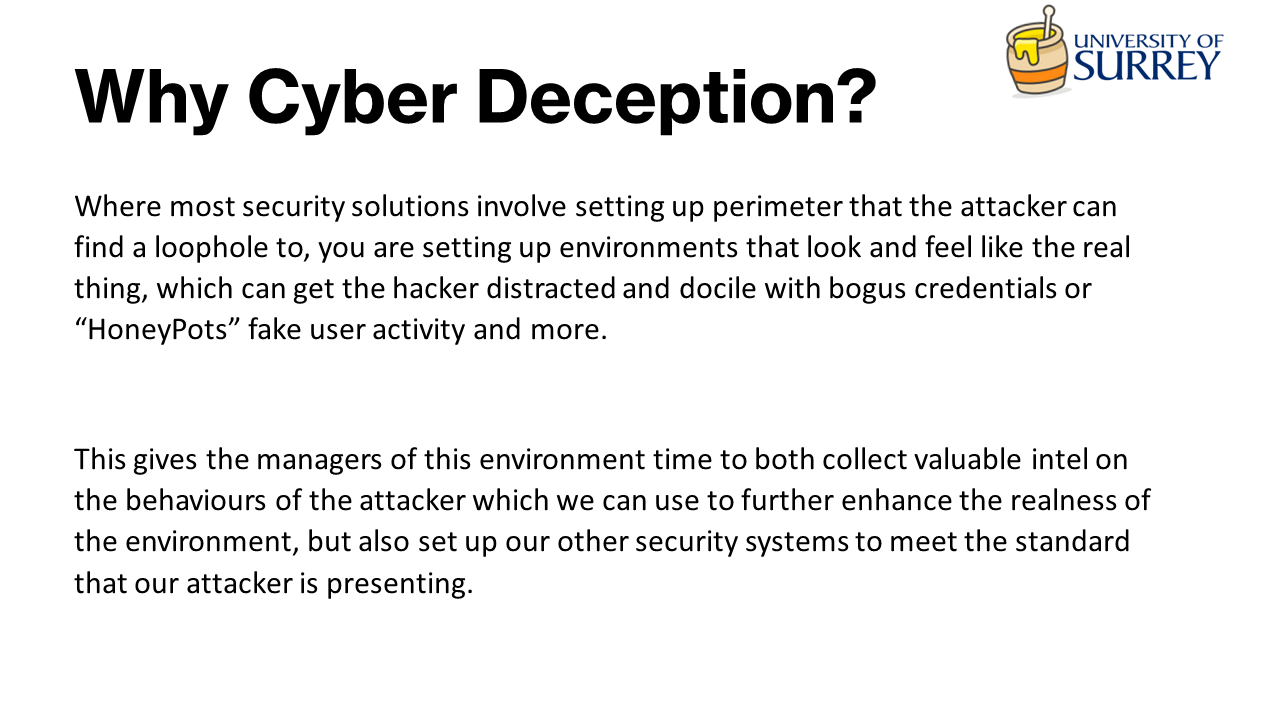 UNIVERSITY OF
SURREY
Why Cyber Deception?
Where most security solutions involve setting up perimeter that the attacker can
find a loophole to, you are setting up environments that look and feel like the real
thing, which can get the hacker distracted and docile with bogus credentials or
“HoneyPots” fake user activity and more.
This gives the managers of this environment time to both collect valuable intel on
the behaviours of the attacker which we can use to further enhance the realness of
the environment, but also set up our other security systems to meet the standard
that our attacker is presenting.